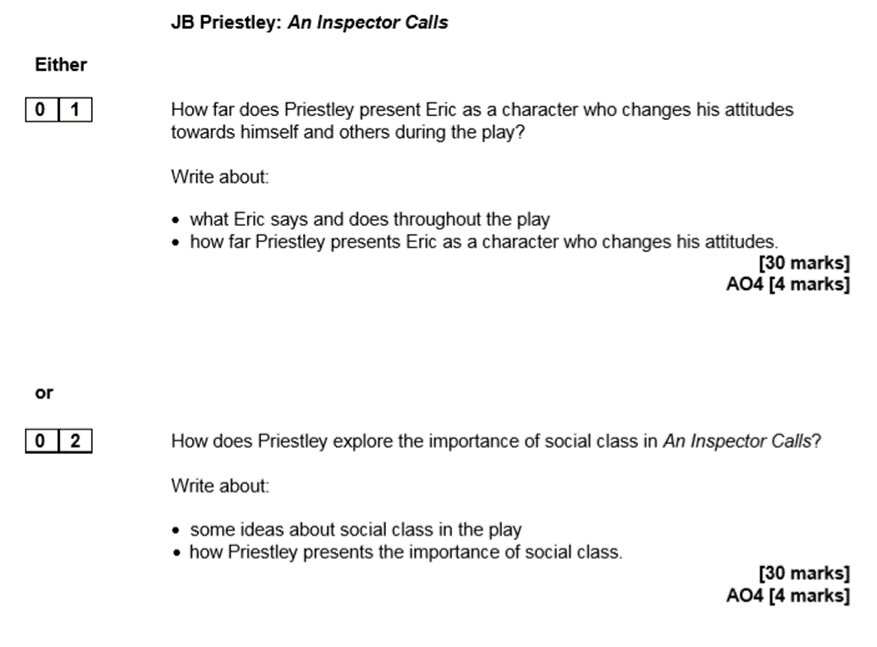 JB Priestley: An Inspector Calls
Either
0 1 How far does Priestley present Eric as a character who changes his attitudes
towards himself and others during the play?
Write about:
• what Eric says and does throughout the play
• how far Priestley presents Eric as a character who changes his attitudes.
[30 marks]
AO4 [4 marks]
or
0 2 How does Priestley explore the importance of social class in An Inspector Calls?
Write about:
• some ideas about social class in the play
• how Priestley presents the importance of social class.
[30 marks]
AO4 [4 marks]